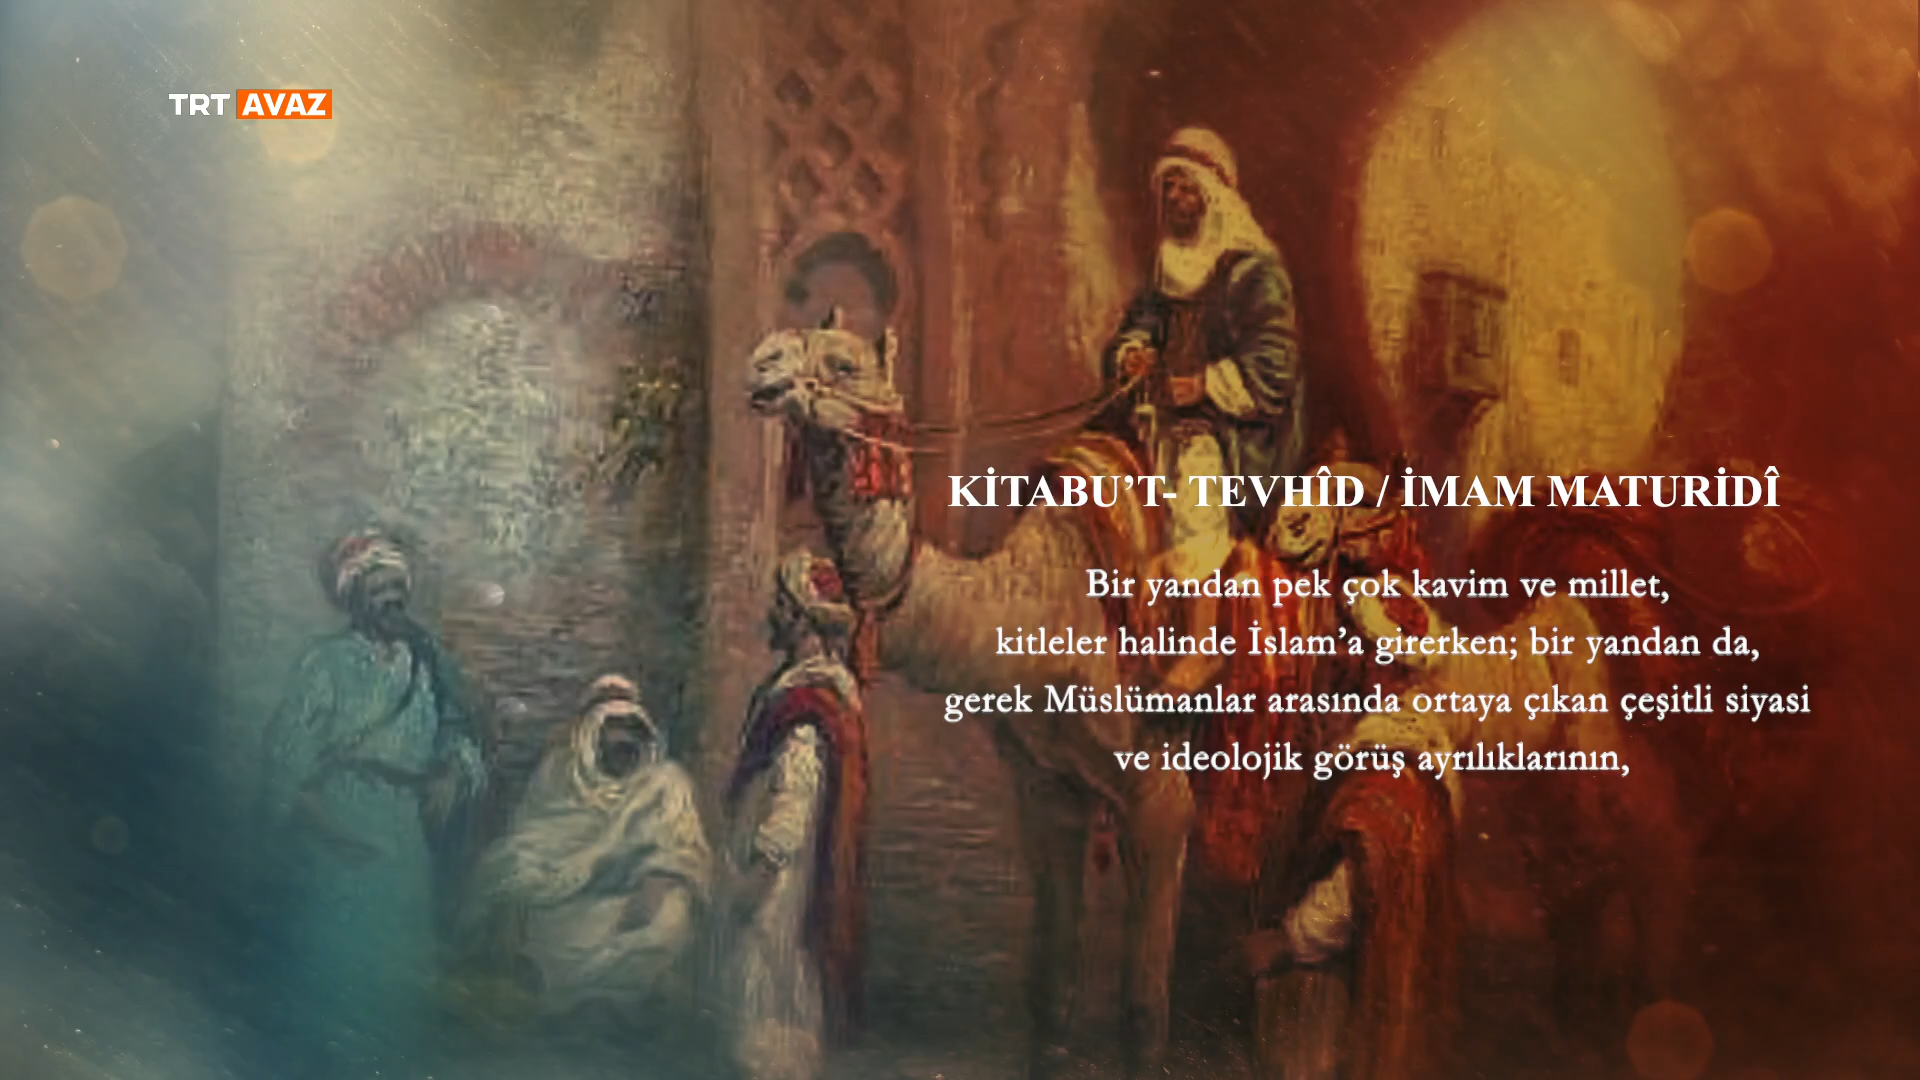 TRT AVAZ
KİTABU’T- TEVHÎD / İMAM MATURİDÎ
Bir yandan pek çok kavim ve millet,
kitleler halinde İslam’a girerken; bir yandan da,
gerek Müslümanlar arasında ortaya çıkan çeşitli siyasi
ve ideolojik görüş ayrılıklarının,